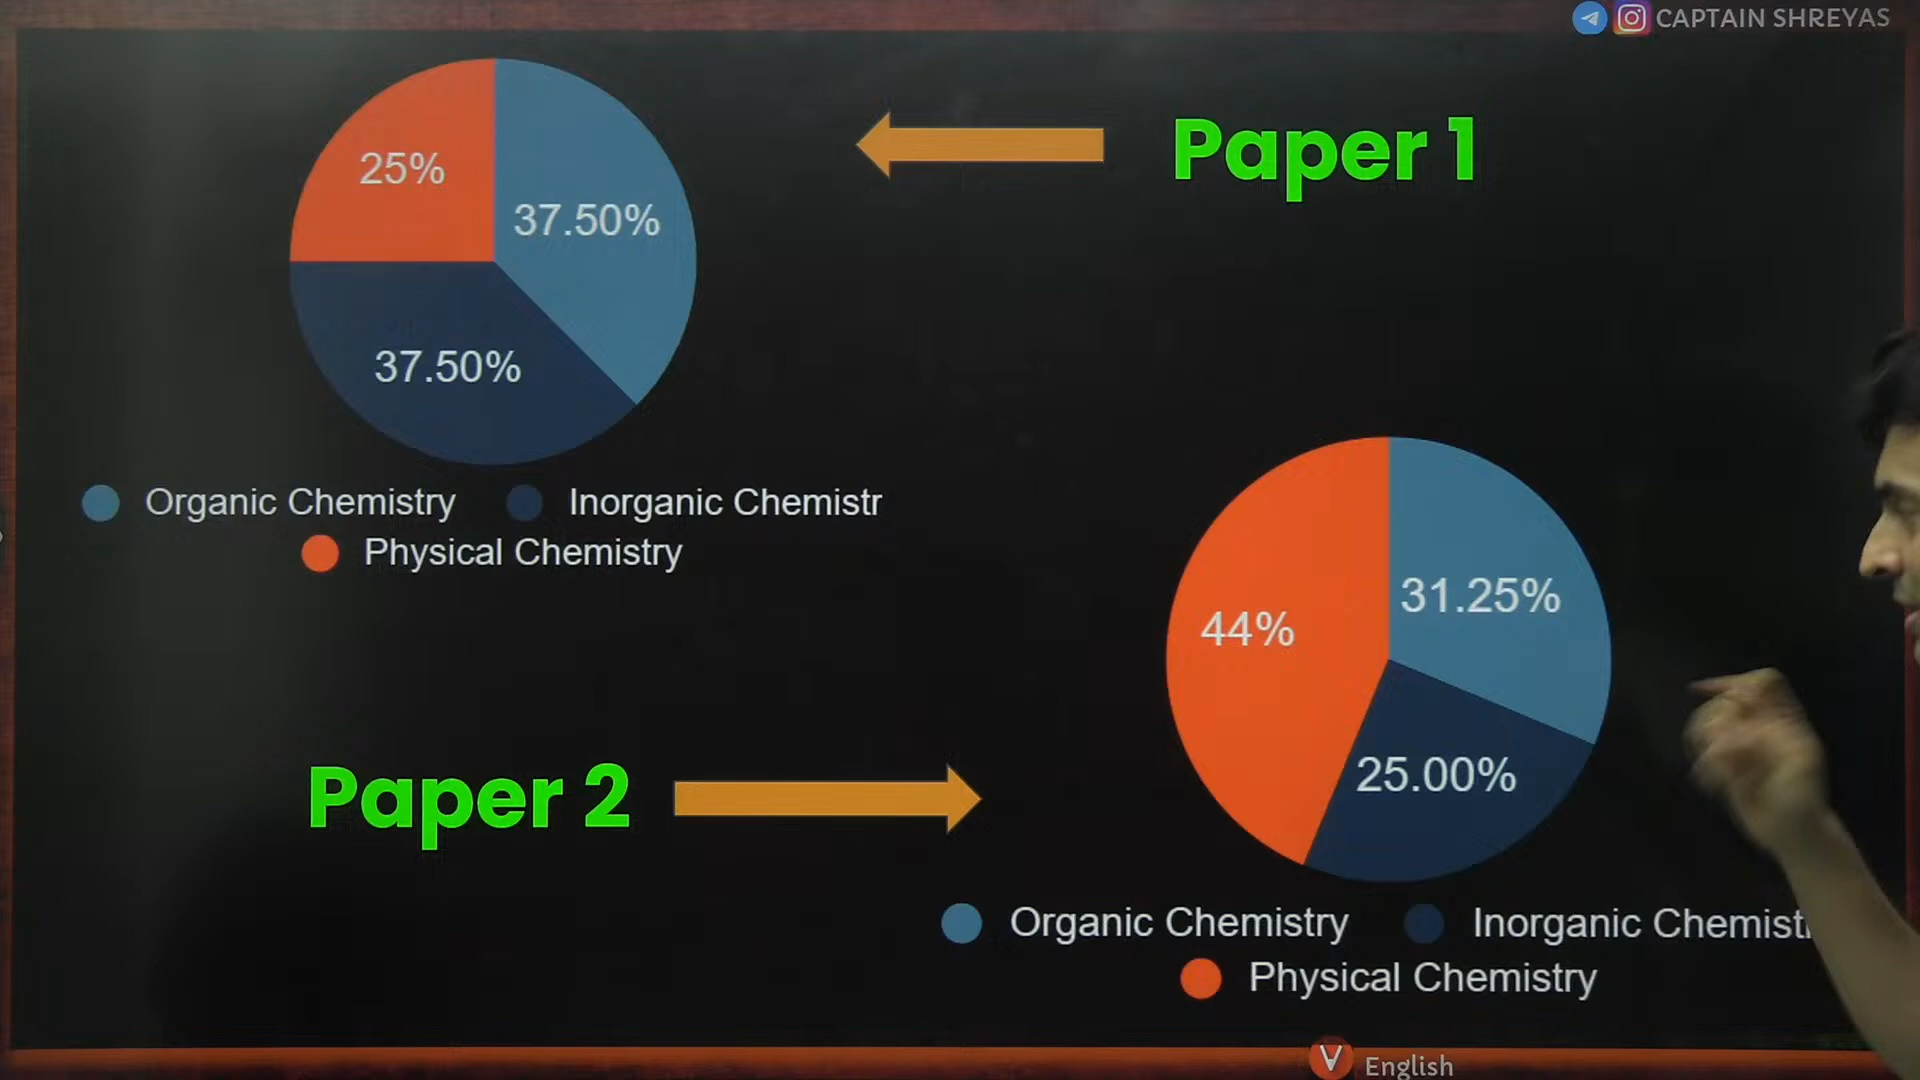 CAPTAIN SHREYAS
Paper 1
25%
37.50%
37.50%
Organic Chemistry
Inorganic Chemistr
Physical Chemistry
Paper 2
44%
31.25%
25.00%
Organic Chemistry
Inorganic Chemist
Physical Chemistry
English